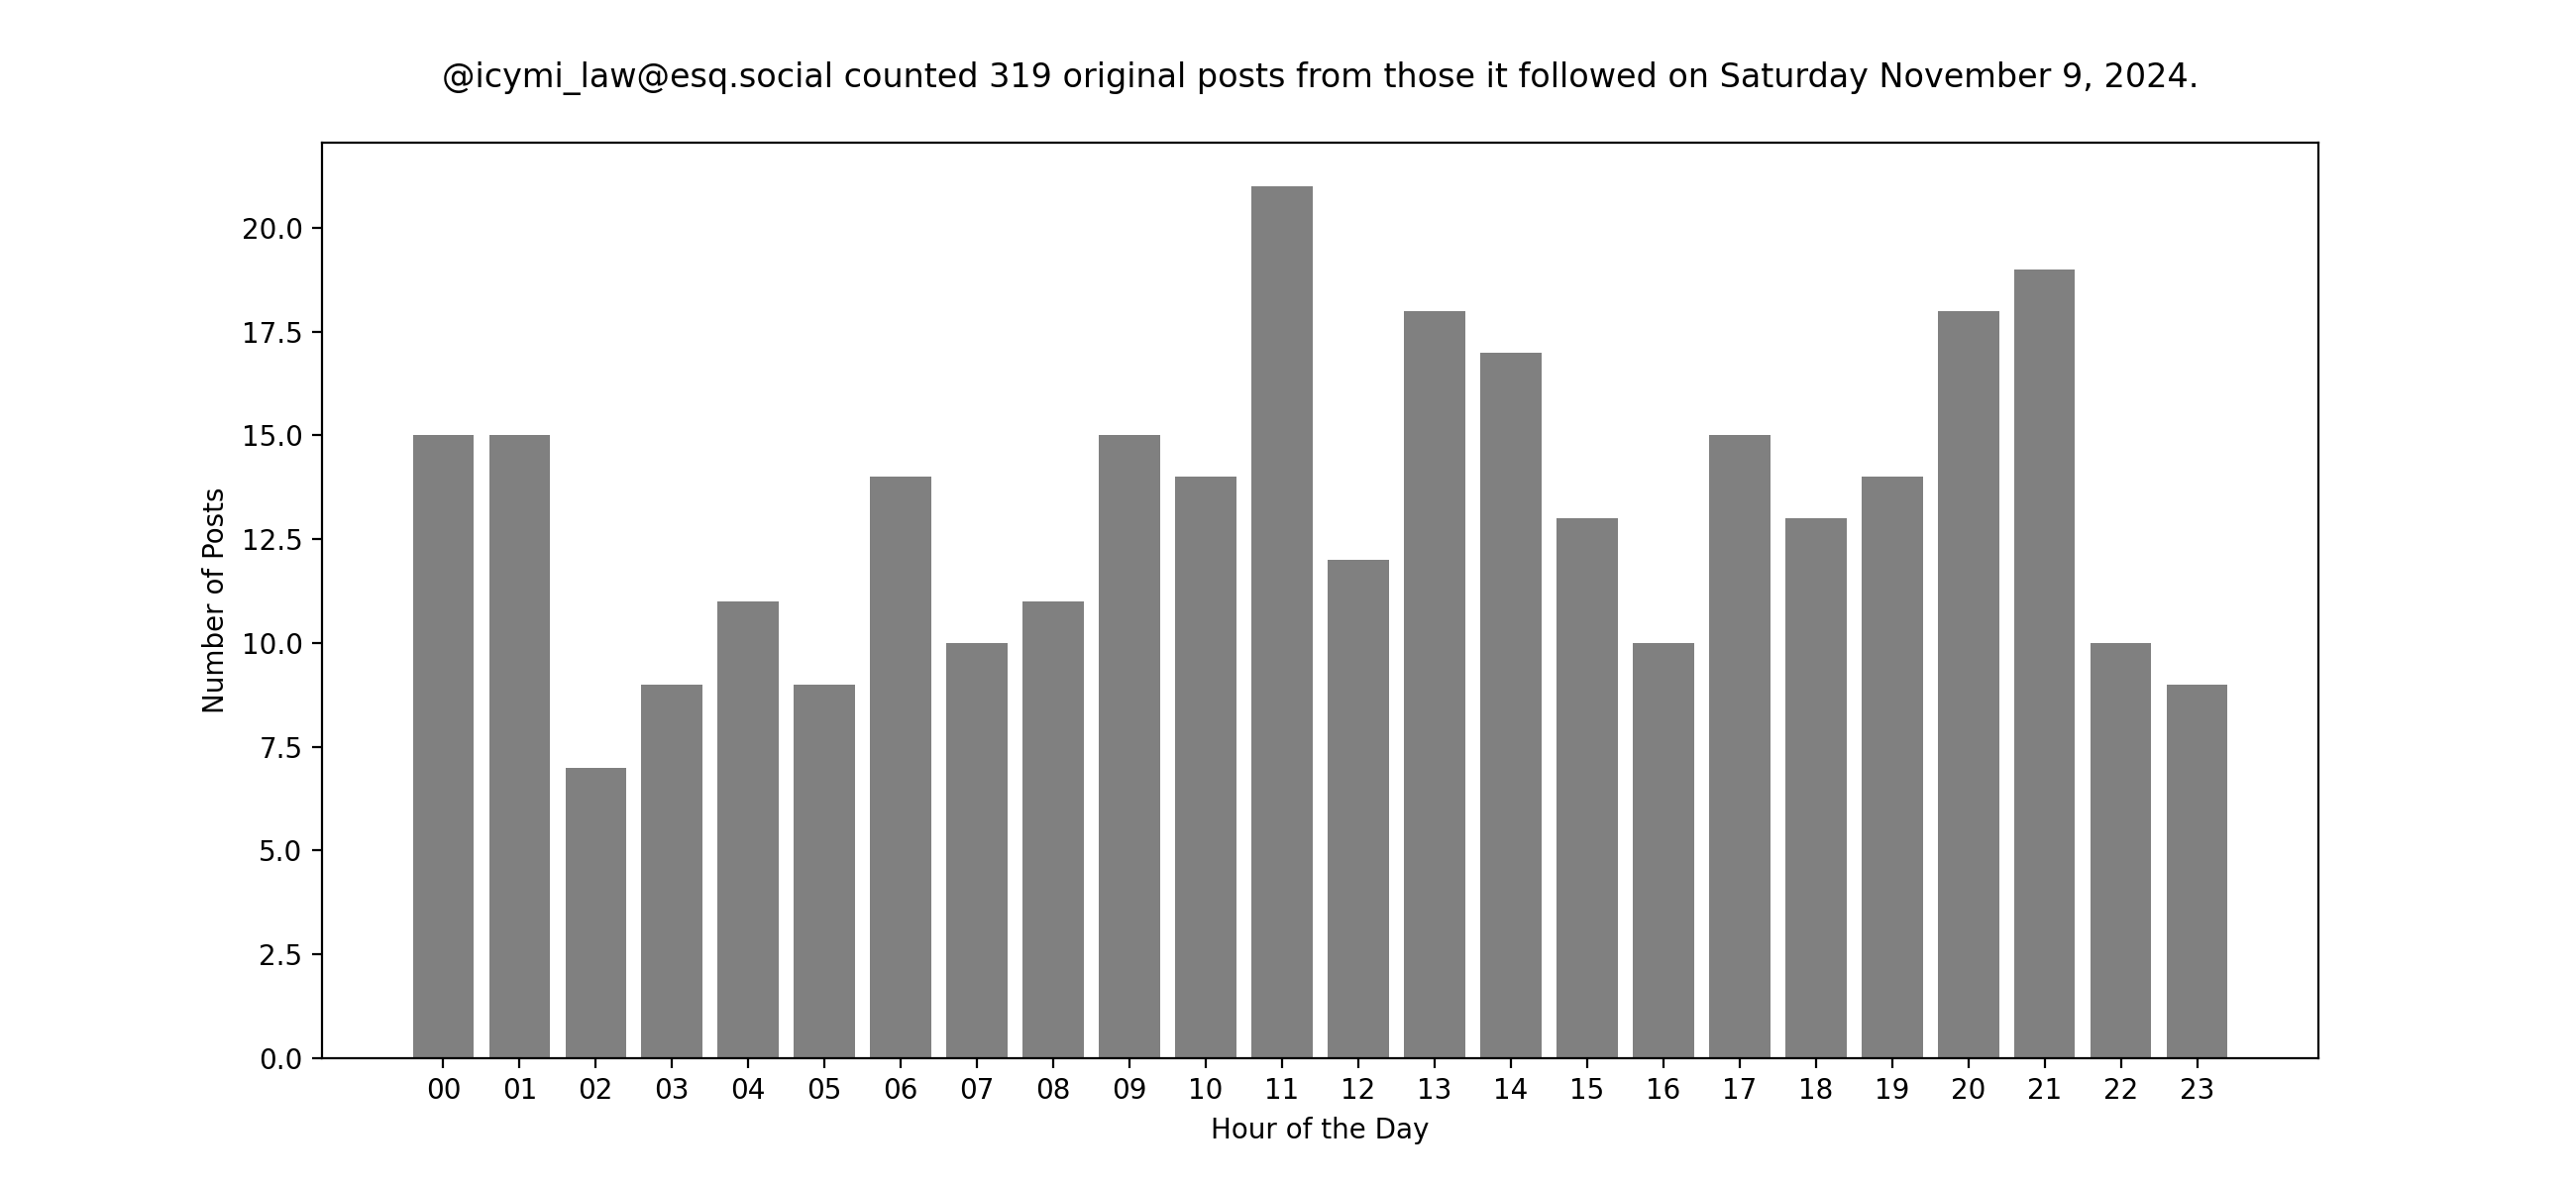 @icymi_law@esq.social counted 319 original posts from those it followed on Saturday November 9, 2024.
20.0
17.5
15.0
12.5
10.0
7.5
5.0
2.5
0.0
Number of Posts
00 01 02 03 04 05 06 07 08 09 10 11 12 13 14 15 16 17 18 19 20 21 22 23
Hour of the Day